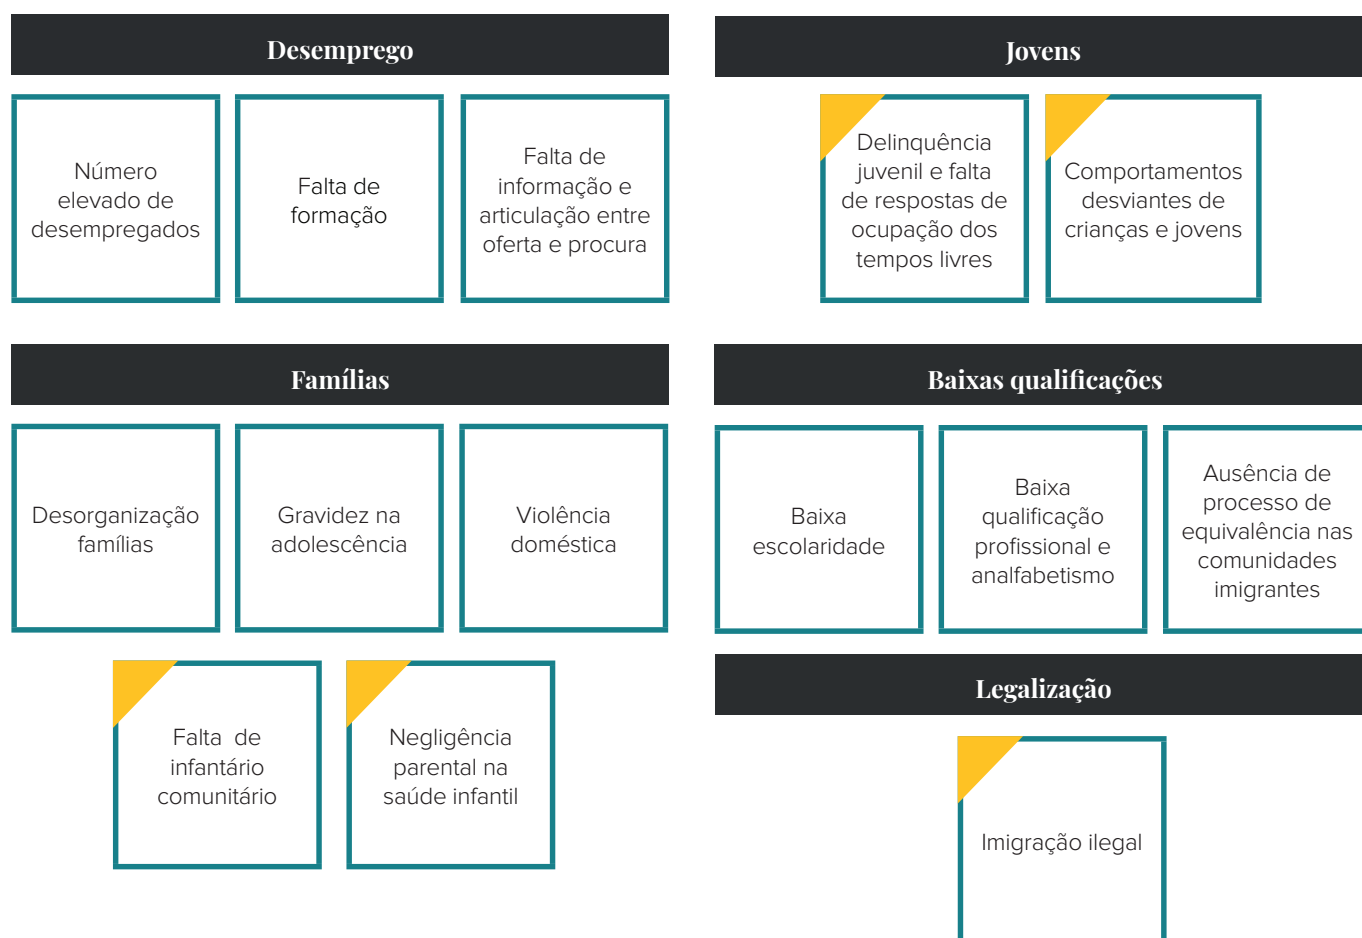 Desemprego
Número
elevado de
desempregados
Falta de
formação
Falta de
informação e
articulação entre
oferta e procura
Jovens
Delinquência
juvenil e falta
de respostas de
ocupação dos
tempos livres
Comportamentos
desviantes de
crianças e jovens
Famílias
Desorganização
famílias
Gravidez na
adolescência
Violência
doméstica
Falta de
infantário
comunitário
Negligência
parental na
saúde infantil
Baixas qualificações
Baixa
escolaridade
Baixa
qualificação
profissional e
analfabetismo
Ausência de
processo de
equivalência nas
comunidades
imigrantes
Legalização
Imigração ilegal